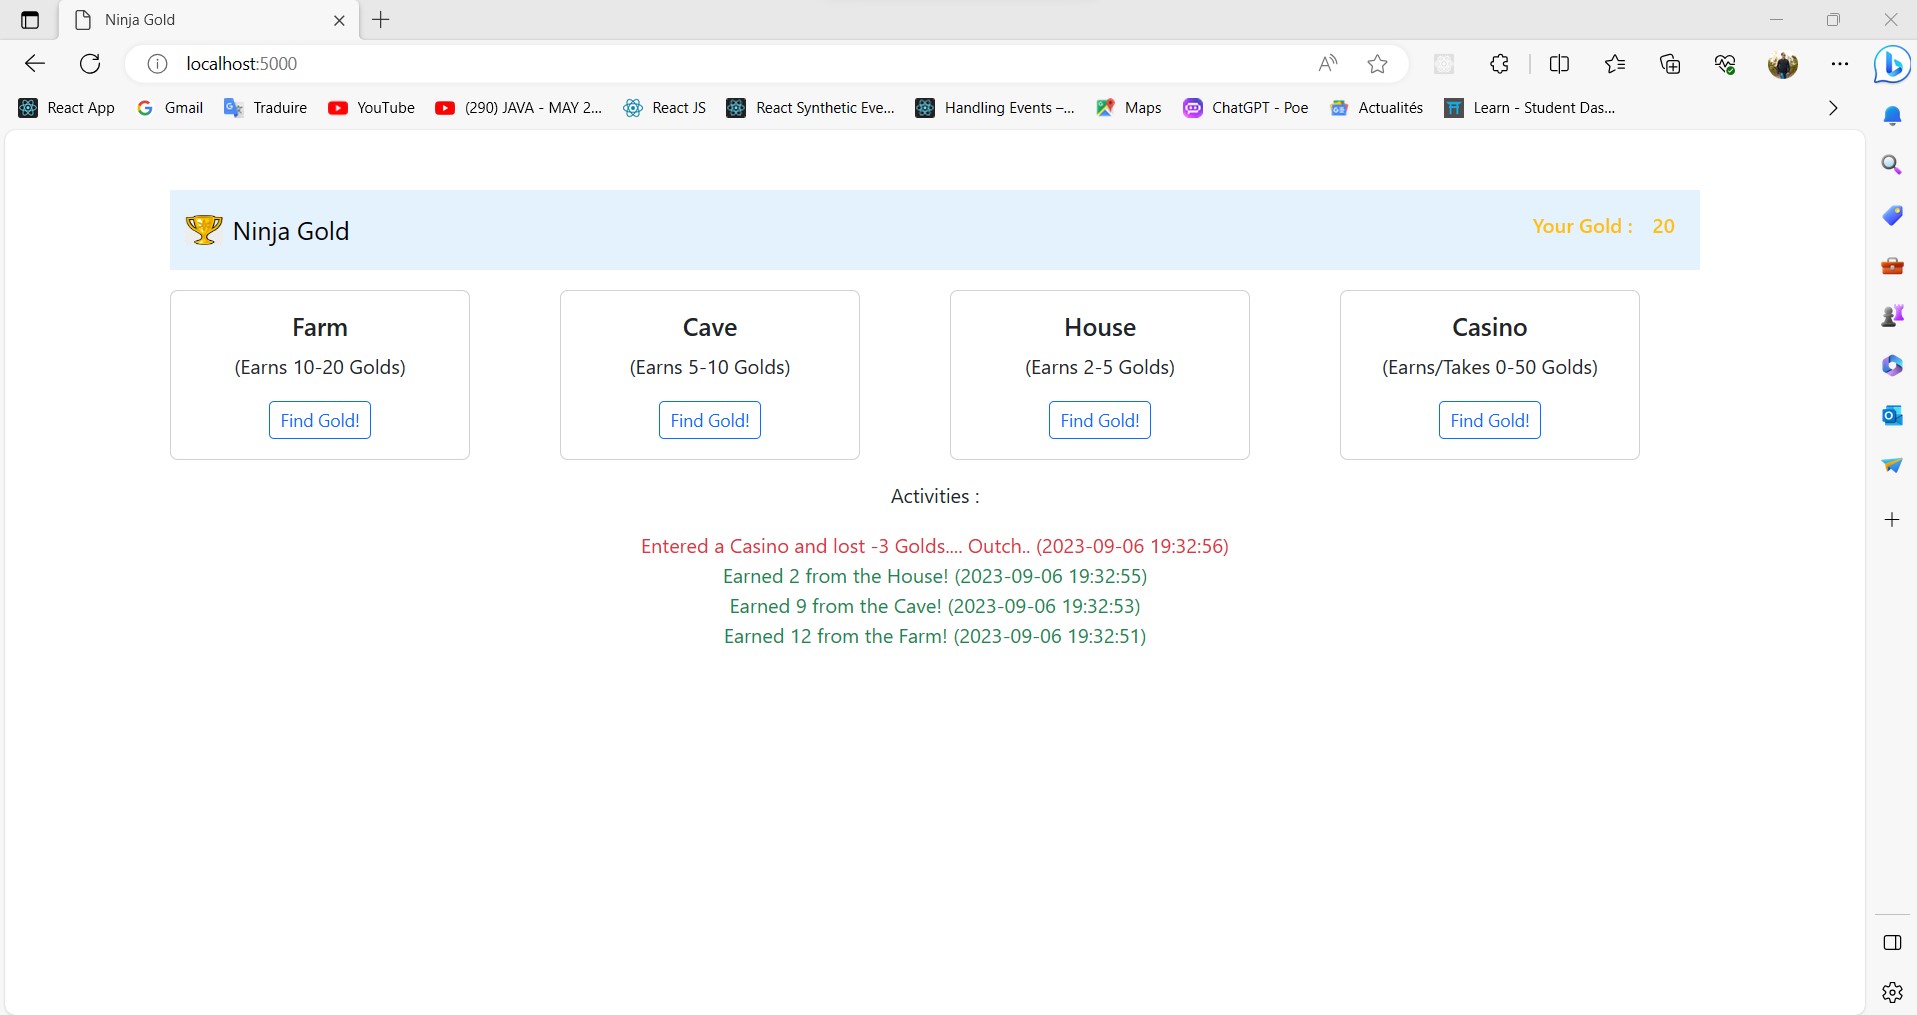 Ninja Gold
localhost:5000
React App Gmail Traduire YouTube (290) JAVA - MAY 2... React JS React Synthetic Eve... Handling Events –... Maps ChatGPT - Poe Actualités Learn - Student Das...
Ninja Gold
Your Gold : 20
Farm
(Earns 10-20 Golds)
Find Gold!
Cave
(Earns 5-10 Golds)
Find Gold!
House
(Earns 2-5 Golds)
Find Gold!
Casino
(Earns/Takes 0-50 Golds)
Find Gold!
Activities :
Entered a Casino and lost -3 Golds.... Outch.. (2023-09-06 19:32:56)
Earned 2 from the House! (2023-09-06 19:32:55)
Earned 9 from the Cave! (2023-09-06 19:32:53)
Earned 12 from the Farm! (2023-09-06 19:32:51)